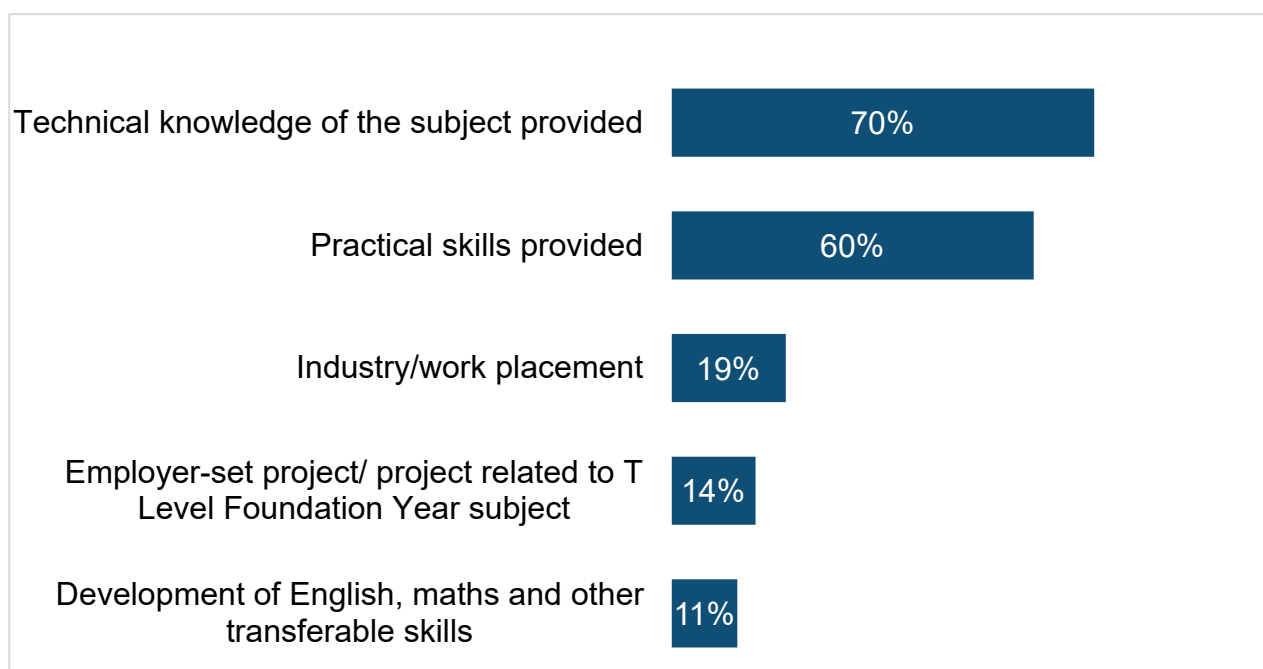 Technical knowledge of the subject provided
70%
Practical skills provided
60%
Industry/work placement
19%
Employer-set project/ project related to T
Level Foundation Year subject
14%
Development of English, maths and other
transferable skills
11%